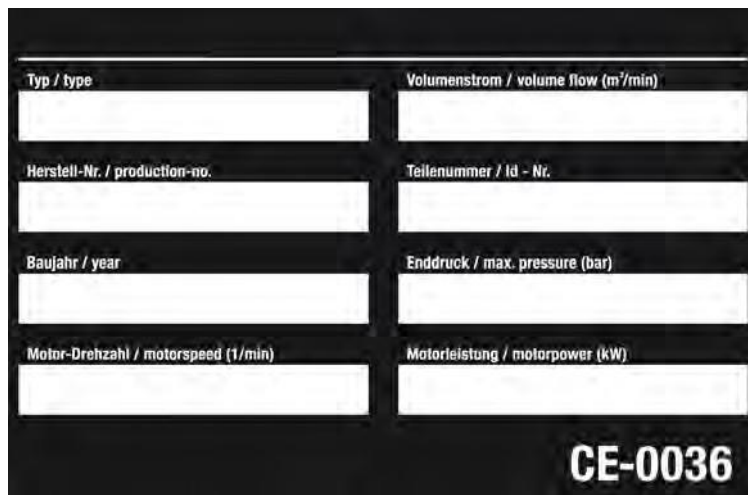 Typ / type
Volumenstrom / volume flow (m³/min)
Herstell-Nr. / production-no.
Teilenummer / Id - Nr.
Baujahr / year
Enddruck / max. pressure (bar)
Motor-Drehzahl / motorspeed (1/min)
Motorleistung / motorpower (kW)
CE-0036